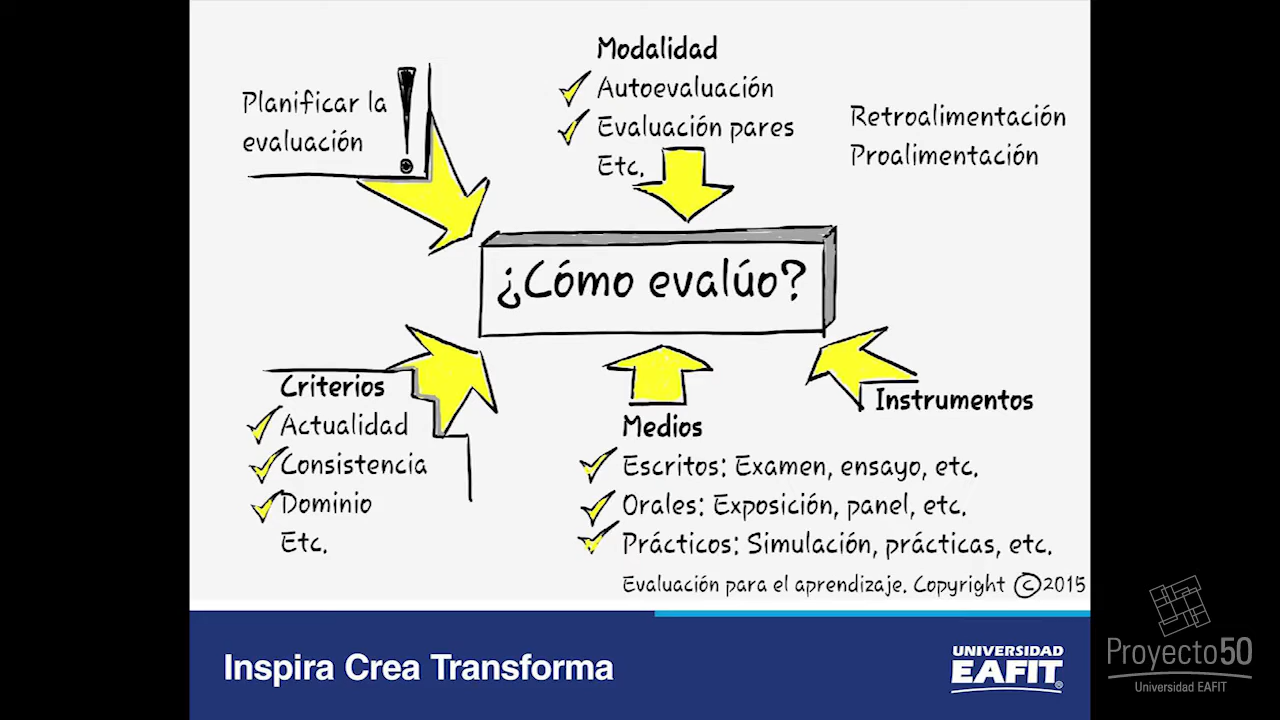 Planificar la
evaluación
Modalidad
Autoevaluación
Evaluación pares
Etc.
Retroalimentación
Proalimentación
¿Cómo evalúo?
Criterios
Actualidad
Consistencia
Dominio
Etc.
Medios
Escritos: Examen, ensayo, etc.
Orales: Exposición, panel, etc.
Prácticos: Simulación, prácticas, etc.
Instrumentos
Evaluación para el aprendizaje. Copyright ©2015
Inspira Crea Transforma
UNIVERSIDAD
EAFIT®
Proyecto50
Universidad EAFIT